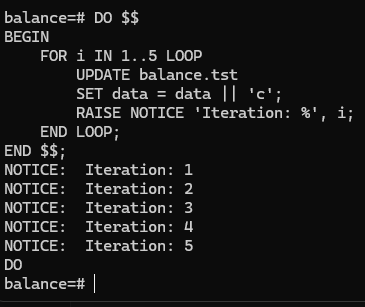 balance=# DO $$
BEGIN
    FOR i IN 1..5 LOOP
        UPDATE balance.tst
        SET data = data || 'c';
        RAISE NOTICE 'Iteration: %', i;
    END LOOP;
END $$;
NOTICE:  Iteration: 1
NOTICE:  Iteration: 2
NOTICE:  Iteration: 3
NOTICE:  Iteration: 4
NOTICE:  Iteration: 5
DO
balance=#